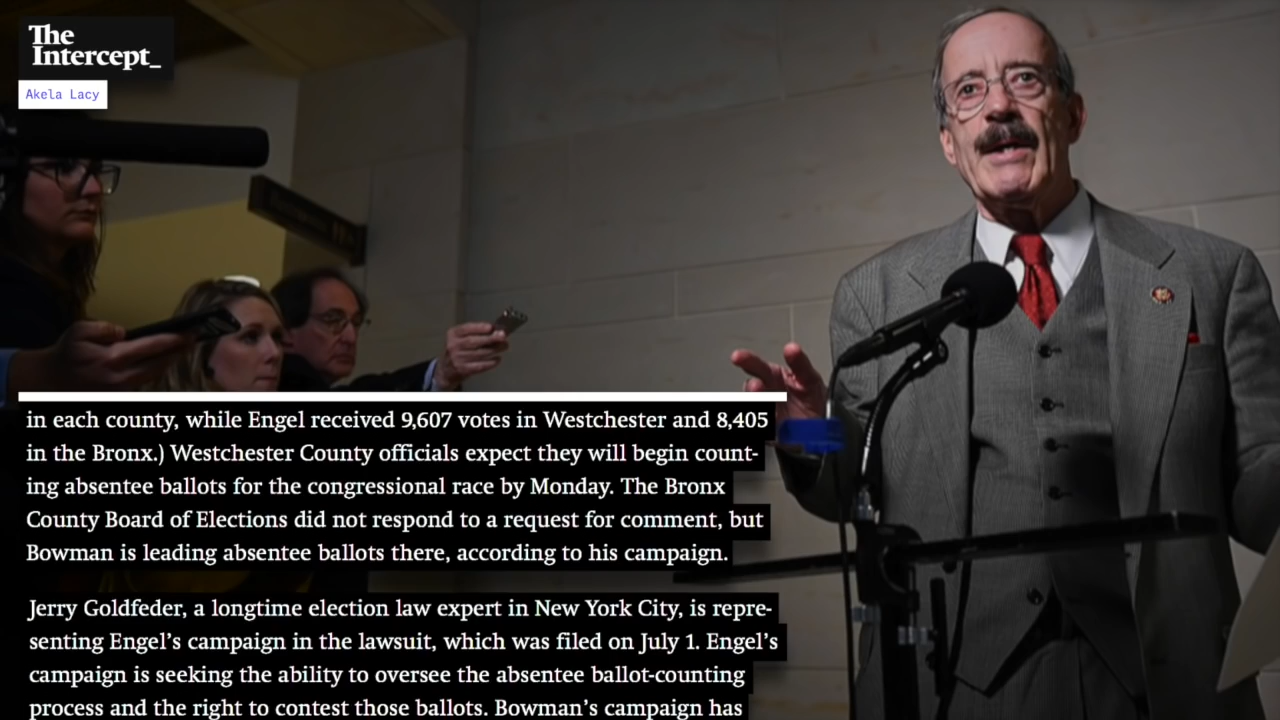 The
Intercept_
Akela Lacy
in each county, while Engel received 9,607 votes in Westchester and 8,405
in the Bronx.) Westchester County officials expect they will begin count-
ing absentee ballots for the congressional race by Monday. The Bronx
County Board of Elections did not respond to a request for comment, but
Bowman is leading absentee ballots there, according to his campaign.
Jerry Goldfeder, a longtime election law expert in New York City, is repre-
senting Engel’s campaign in the lawsuit, which was filed on July 1. Engel’s
campaign is seeking the ability to oversee the absentee ballot-counting
process and the right to contest those ballots. Bowman’s campaign has